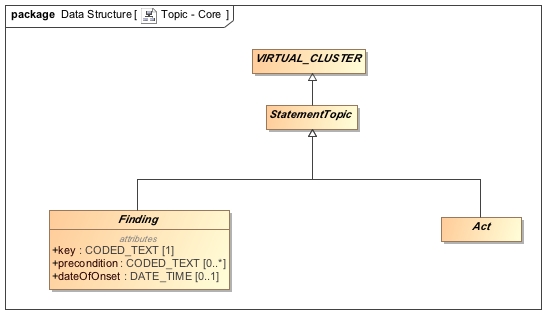 package Data Structure [ Topic - Core ]
VIRTUAL_CLUSTER
StatementTopic
Finding
attributes
+key : CODED_TEXT [1]
+precondition : CODED_TEXT [0..*]
+dateOfOnset : DATE_TIME [0..1]
Act